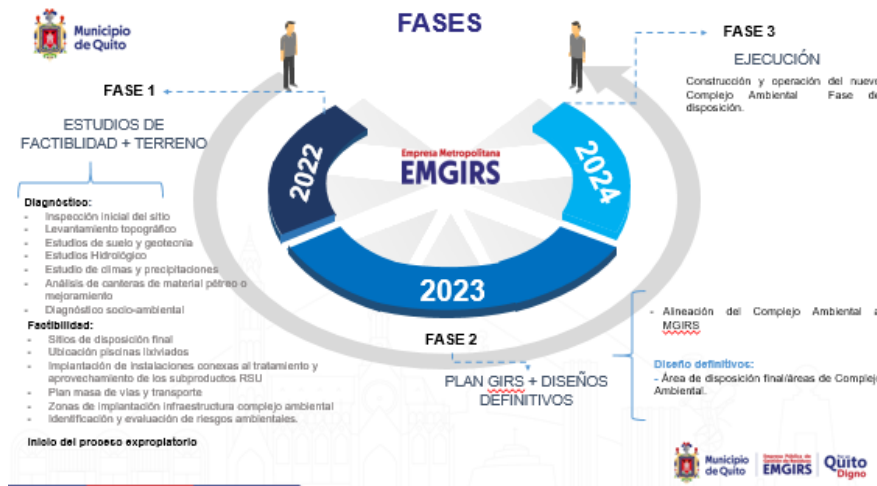 Municipio
de Quito
FASES
FASE 1
ESTUDIOS DE
FACTIBLIDAD + TERRENO
Diagnóstico:
- Inspección inicial del sitio
- Levantamiento topográfico
- Estudios de suelo y geotecnia
- Estudios Hidrológico
- Estudio de climas y precipitaciones
- Análisis de canteras de material pétreo o
mejoramiento
- Diagnóstico socio-ambiental
Factibilidad:
- Sitios de disposición final
- Ubicación piscinas lixiviados
- Implantación de instalaciones conexas al tratamiento y
aprovechamiento de los subproductos RSU
- Plan masa de vías y transporte
- Zonas de implantación infraestructura complejo ambiental
- Identificación y evaluación de riesgos ambientales.
Inicio del proceso expropiatorio
2022
Empresa Metropolitana
EMGIRS
2024
2023
FASE 2
PLAN GIRS + DISEÑOS
DEFINITIVOS
- Alineación del Complejo Ambiental a
MGIRS
Diseño definitivos:
- Área de disposición final/áreas de Complejo
Ambiental.
FASE 3
EJECUCIÓN
Construcción y operación del nuevo
Complejo Ambiental Fase de
disposición.
Municipio
de Quito
EMGIRS
Quito
Digno